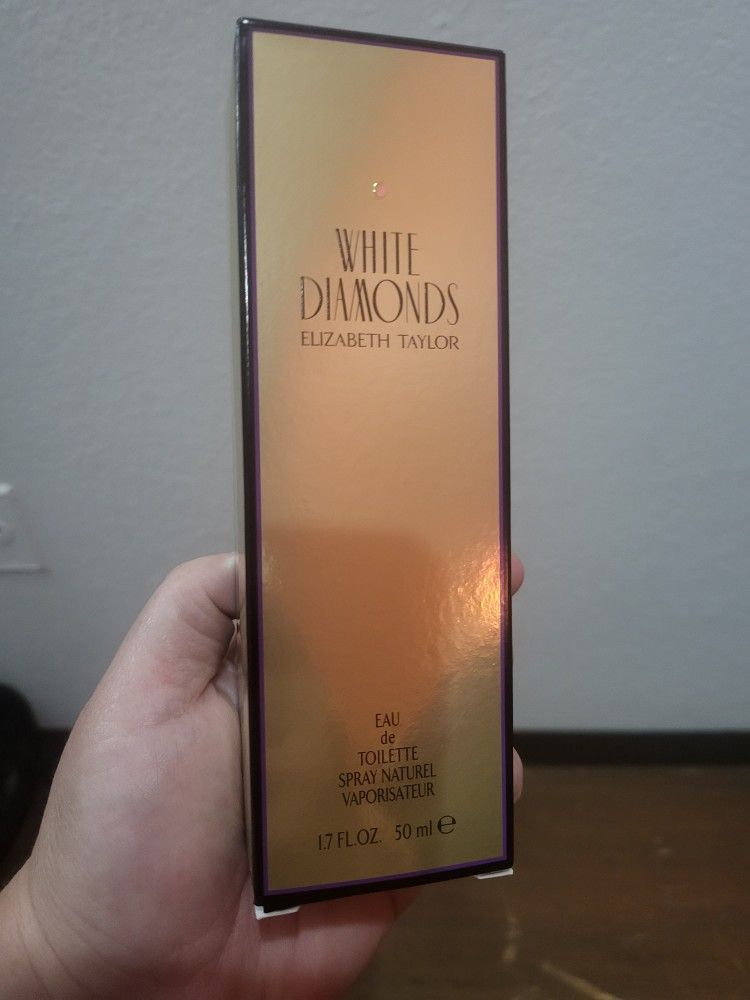 WHITE
DIAMONDS
ELIZABETH TAYLOR
EAU
de
TOILETTE
SPRAY NATUREL
VAPORISATEUR
1.7 FL.OZ. 50 ml ℮